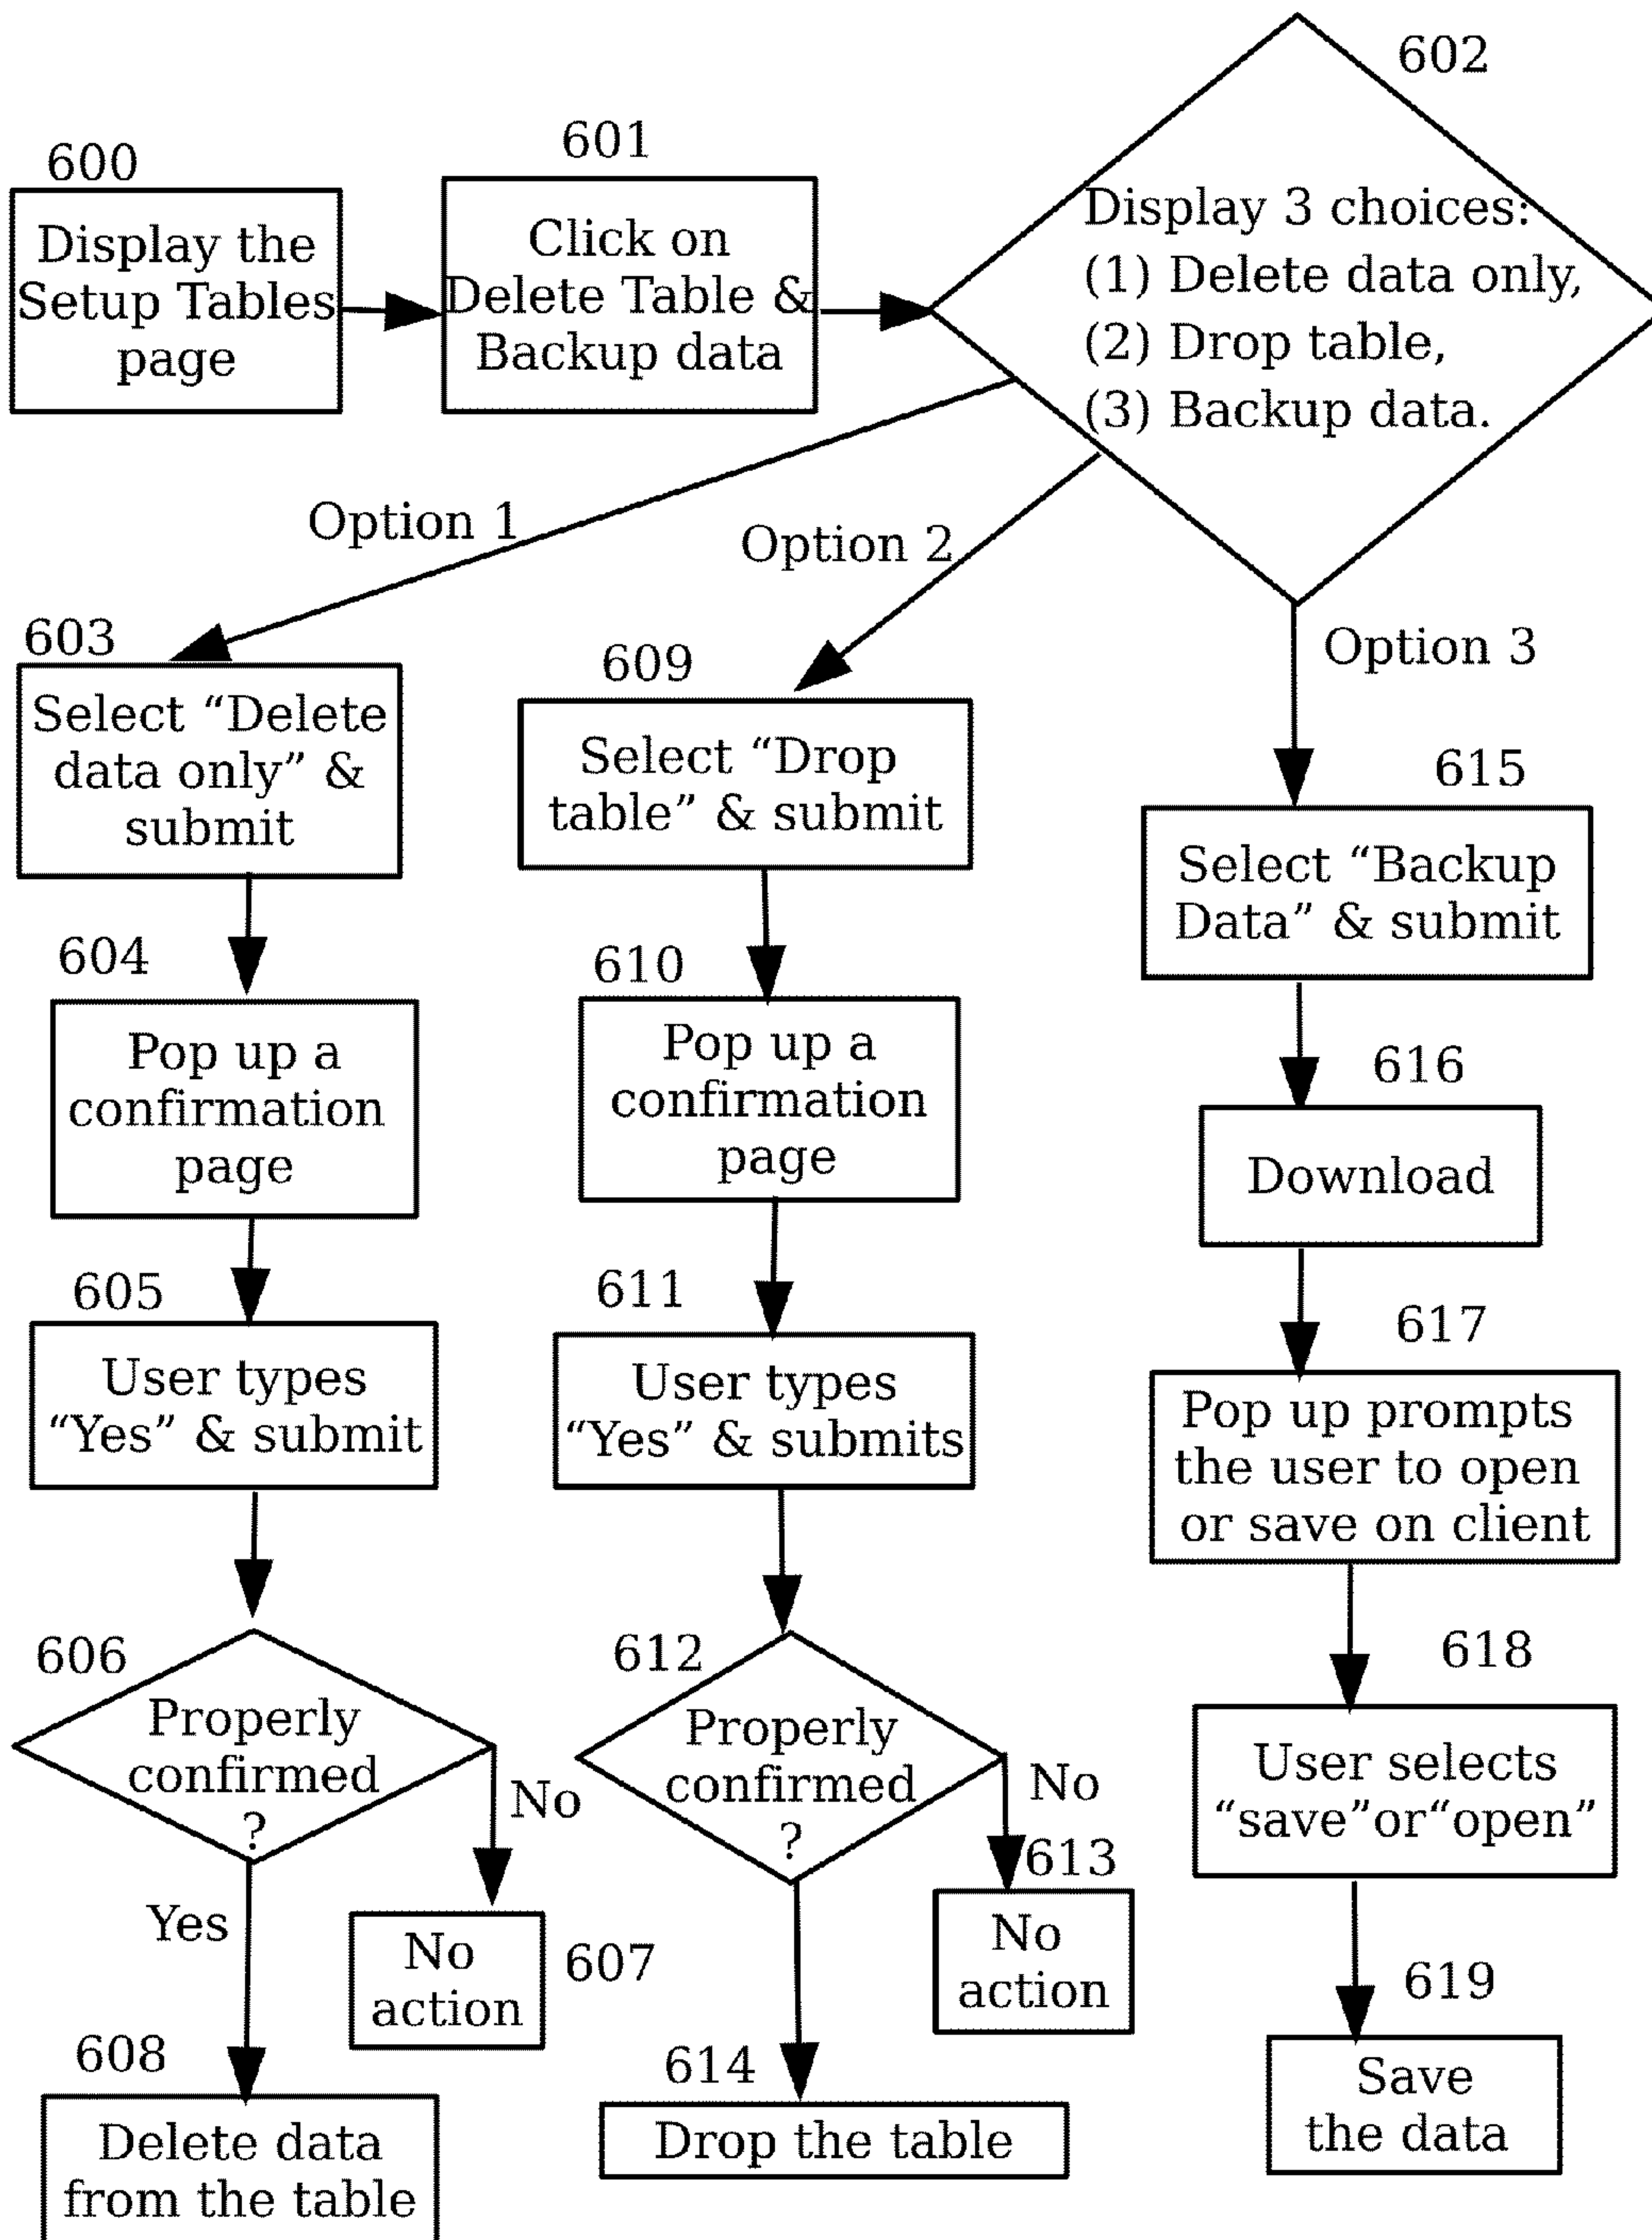 602
600
601
Display the
Setup Tables
page
Click on
Delete Table &
Backup data
Display 3 choices:
(1) Delete data only,
(2) Drop table,
(3) Backup data.
Option 1
Option 2
Option 3
603
Select “Delete
data only” &
submit
604
Pop up a
confirmation
page
605
User types
“Yes” & submit
606
Properly
confirmed
?
No
Yes
No
action
607
608
Delete data
from the table
609
Select “Drop
table” & submit
610
Pop up a
confirmation
page
611
User types
“Yes” & submits
612
Properly
confirmed
?
No
613
No
action
614
Drop the table
615
Select “Backup
Data” & submit
616
Download
617
Pop up prompts
the user to open
or save on client
618
User selects
“save”or“open”
619
Save
the data